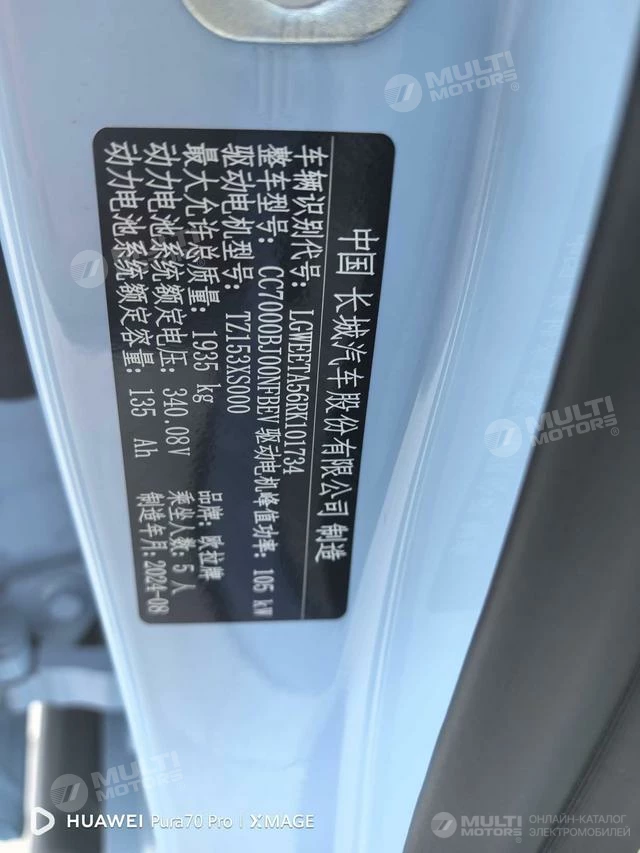 中国 长城汽车股份有限公司 制造
车辆识别代号: LGWEETA56RK101734
整车型号: CC7000BJ00NFBEV 驱动电机峰值功率: 105 kW
驱动电机型号: TZ153XS000
最大允许总质量: 1935 kg 品牌: 欧拉牌
动力电池系统额定电压: 340.08V 乘坐人数: 5 人
动力电池系统额定容量: 135 Ah 制造年月: 2024-08
MULTI MOTORS®
MULTI MOTORS®
MULTI
MULTI MOTORS
HUAWEI Pura70 Pro | XMAGE
MULTI MOTORS®
ОНЛАЙН-КАТАЛОГ
ЭЛЕКТРОМОБИЛЕЙ